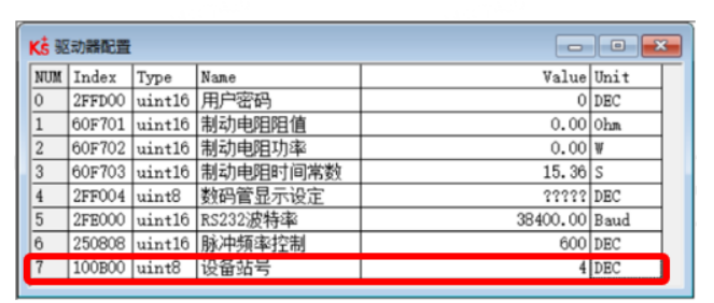 Kṡ 驱动器配置
NUM Index Type Name Value Unit
0 2FFD00 uint16 用户密码 0 DEC
1 60F701 uint16 制动电阻阻值 0.00 Ohm
2 60F702 uint16 制动电阻功率 0.00 W
3 60F703 uint16 制动电阻时间常数 15.36 S
4 2FF004 uint8 数码管显示设定 ????? DEC
5 2FE000 uint16 RS232波特率 38400.00 Baud
6 250808 uint16 脉冲频率控制 600 DEC
7 100B00 uint8 设备站号 4 DEC